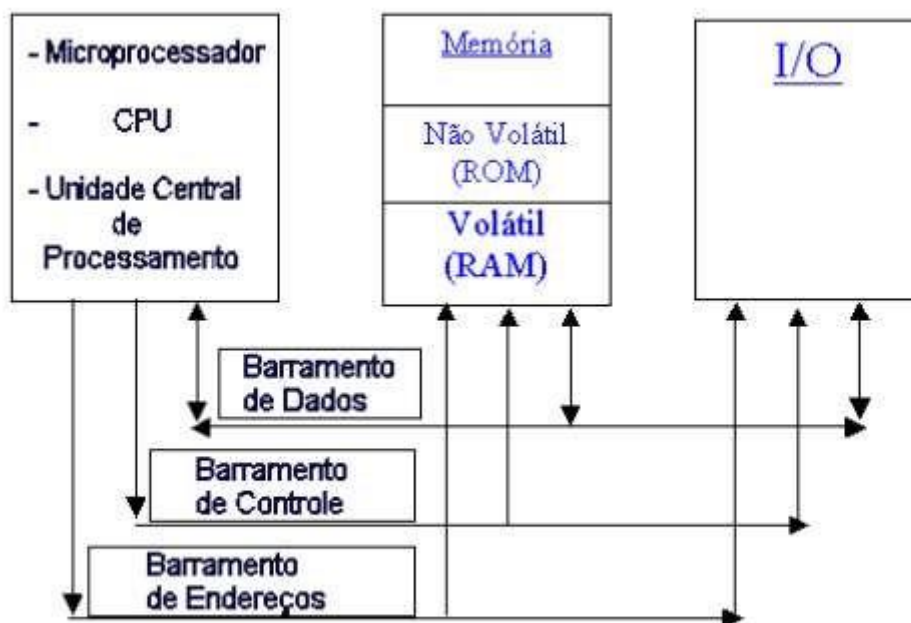 - Microprocessador
- CPU
- Unidade Central
de
Processamento
Memória
Não Volátil
(ROM)
Volátil
(RAM)
I/O
Barramento
de Dados
Barramento
de Controle
Barramento
de Endereços